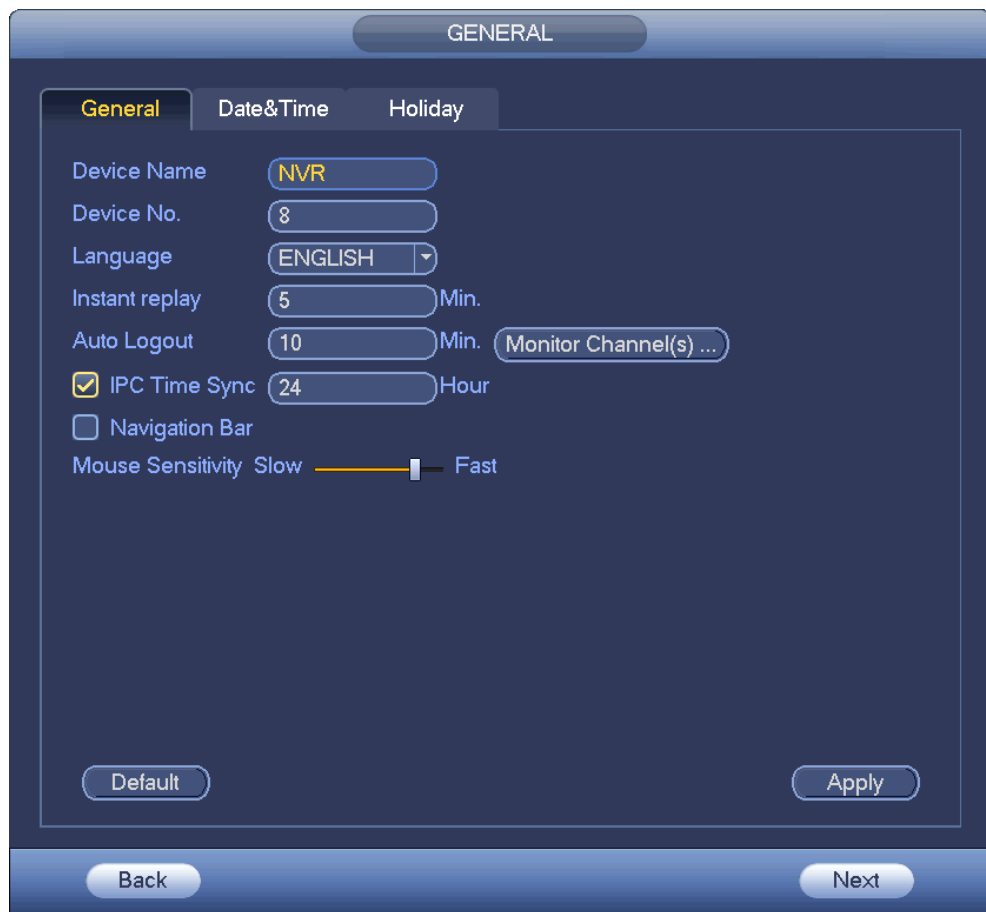 GENERAL
General Date&Time Holiday
Device Name NVR
Device No. 8
Language ENGLISH
Instant replay 5 Min.
Auto Logout 10 Min. Monitor Channel(s) ...
IPC Time Sync 24 Hour
Navigation Bar
Mouse Sensitivity Slow Fast
Default Apply
Back Next